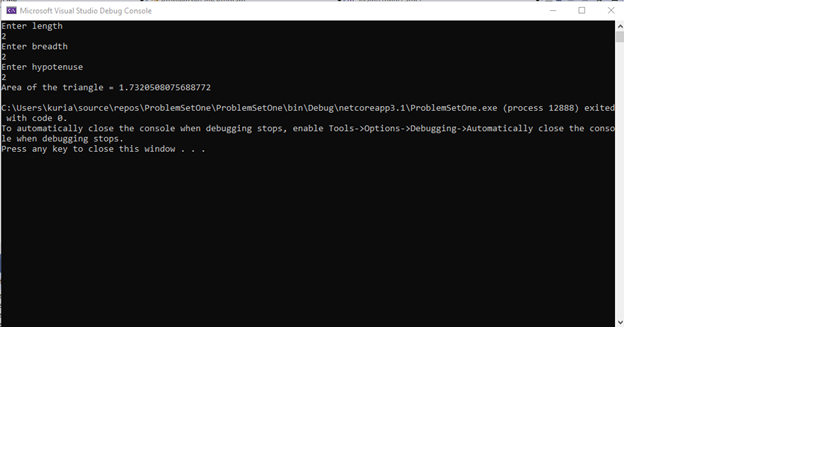 Microsoft Visual Studio Debug Console
Enter length
2
Enter breadth
2
Enter hypotenuse
2
Area of the triangle = 1.7320508075688772
C:\Users\kuria\source\repos\ProblemSetOne\ProblemSetOne\bin\Debug\netcoreapp3.1\ProblemSetOne.exe (process 12888) exited
with code 0.
To automatically close the console when debugging stops, enable Tools->Options->Debugging->Automatically close the conso
le when debugging stops.
Press any key to close this window . . .